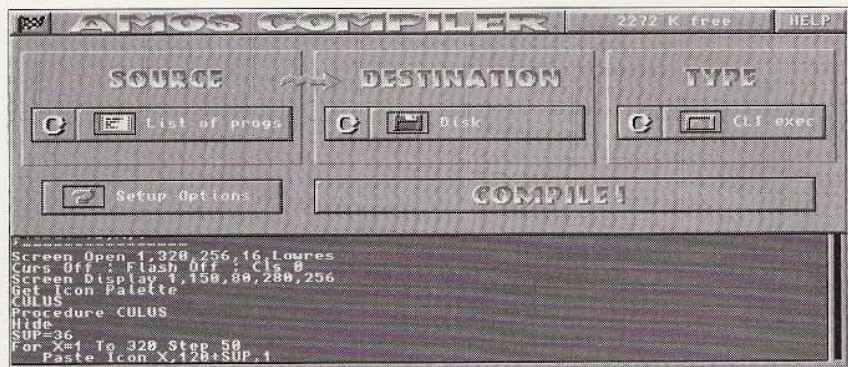 AMOS COMPILER 2272 K free HELP
SOURCE DESTINATION TYPE
List of progs Disk CLI exec
Setup Options COMPILE!
'-----------------
Screen Open 1,320,256,16,Lowres
Curs Off : Flash Off : Cls 0
Screen Display 1,150,80,280,256
Get Icon Palette
CULUS
Procedure CULUS
Hide
SUP=36
For X=1 To 320 Step 50
Paste Icon X,120+SUP,1